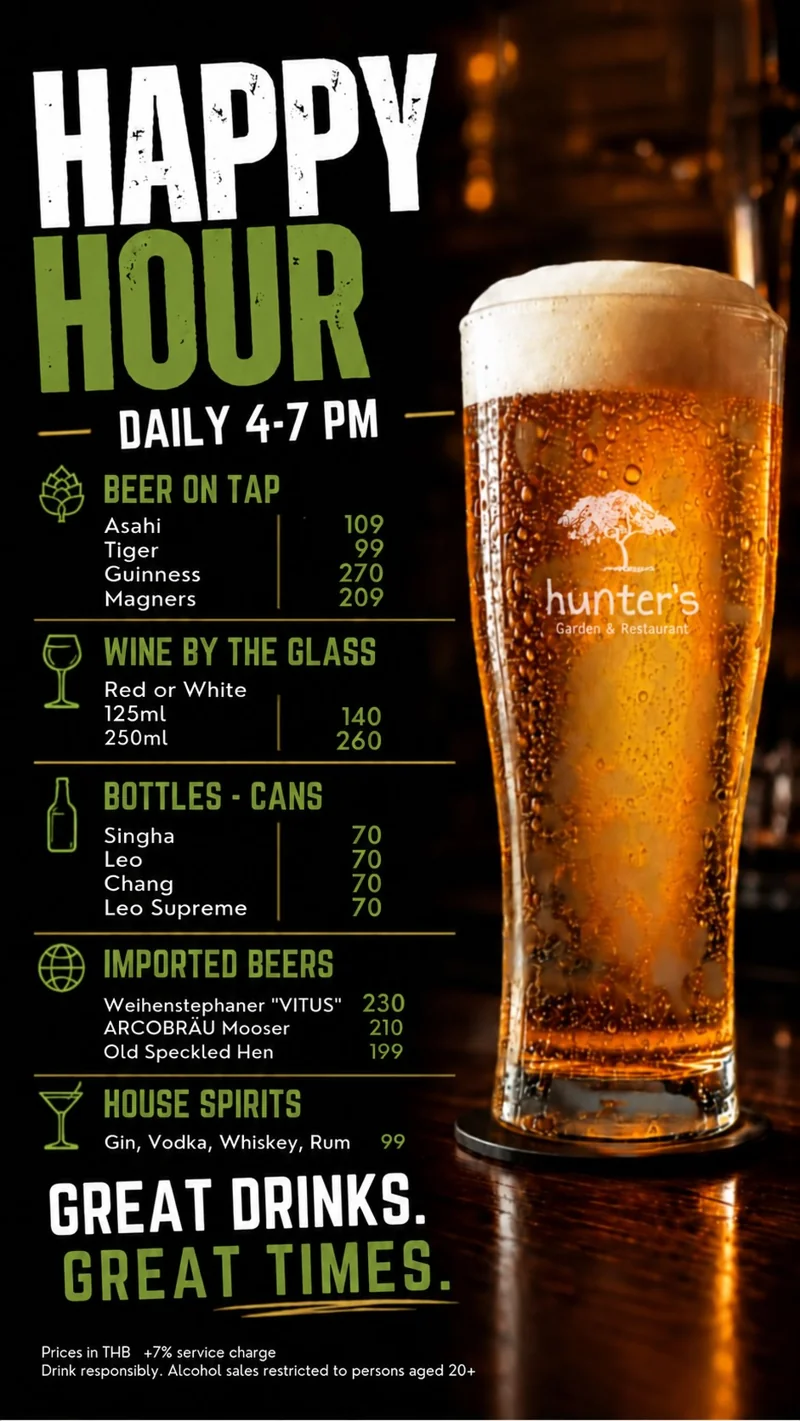 HAPPY
HOUR
DAILY 4-7 PM
BEER ON TAP
Asahi 109
Tiger 99
Guinness 270
Magners 209
WINE BY THE GLASS
Red or White
125ml 140
250ml 260
BOTTLES - CANS
Singha 70
Leo 70
Chang 70
Leo Supreme 70
IMPORTED BEERS
Weihenstephaner "VITUS" 230
ARCOBRÄU Mooser 210
Old Speckled Hen 199
HOUSE SPIRITS
Gin, Vodka, Whiskey, Rum 99
GREAT DRINKS.
GREAT TIMES.
Prices in THB +7% service charge
Drink responsibly. Alcohol sales restricted to persons aged 20+
hunter's
Garden & Restaurant